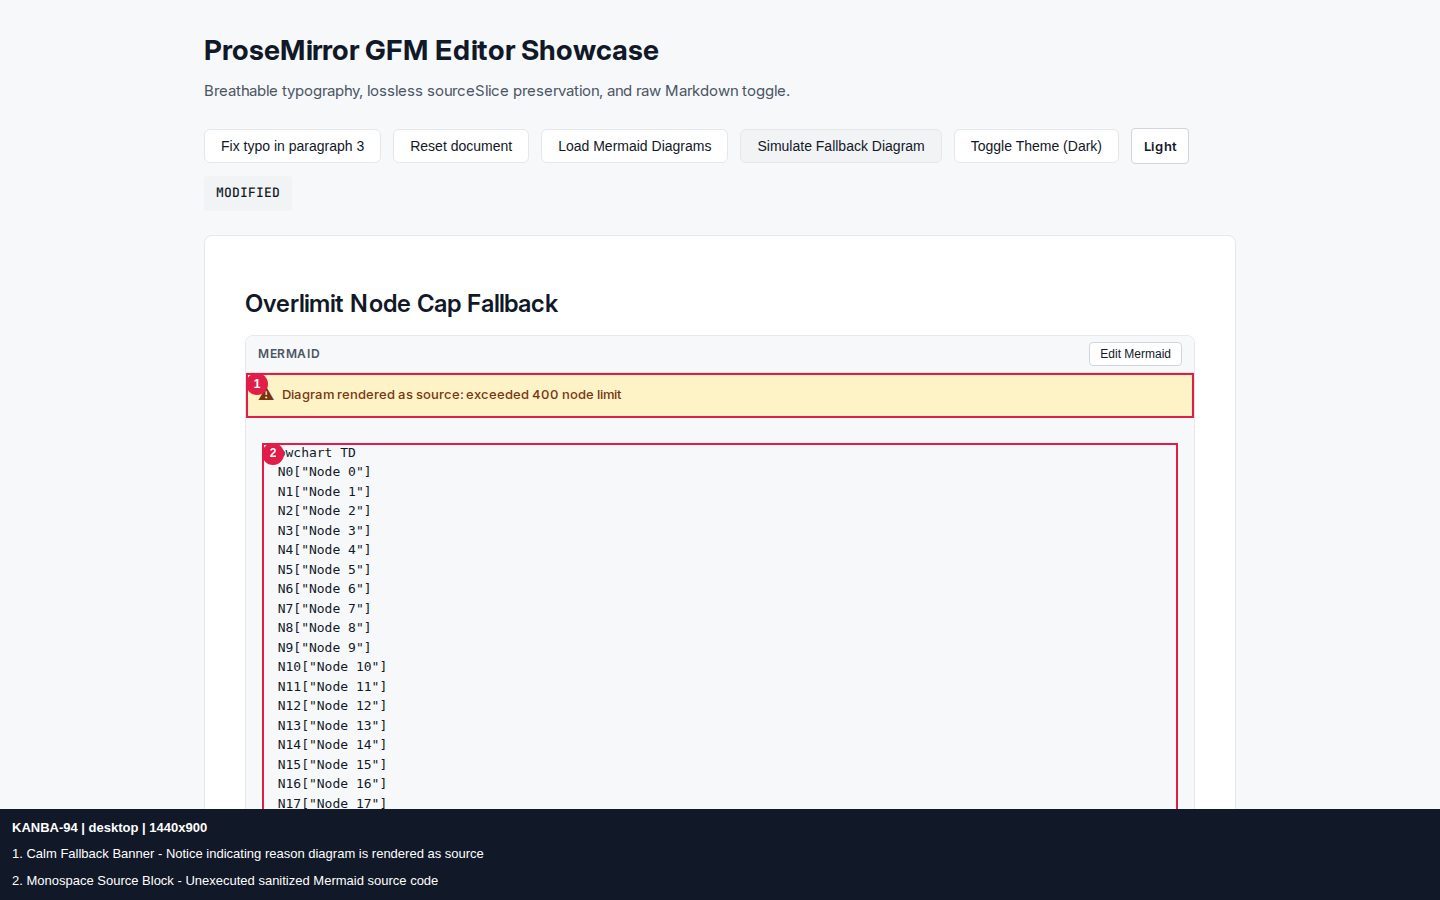 ProseMirror GFM Editor Showcase
Breathable typography, lossless sourceSlice preservation, and raw Markdown toggle.
Fix typo in paragraph 3 Reset document Load Mermaid Diagrams Simulate Fallback Diagram Toggle Theme (Dark) Light
MODIFIED
Overlimit Node Cap Fallback
MERMAID Edit Mermaid
1 Diagram rendered as source: exceeded 400 node limit
2 owchart TD
N0["Node 0"]
N1["Node 1"]
N2["Node 2"]
N3["Node 3"]
N4["Node 4"]
N5["Node 5"]
N6["Node 6"]
N7["Node 7"]
N8["Node 8"]
N9["Node 9"]
N10["Node 10"]
N11["Node 11"]
N12["Node 12"]
N13["Node 13"]
N14["Node 14"]
N15["Node 15"]
N16["Node 16"]
N17["Node 17"]
KANBA-94 | desktop | 1440x900
1. Calm Fallback Banner - Notice indicating reason diagram is rendered as source
2. Monospace Source Block - Unexecuted sanitized Mermaid source code